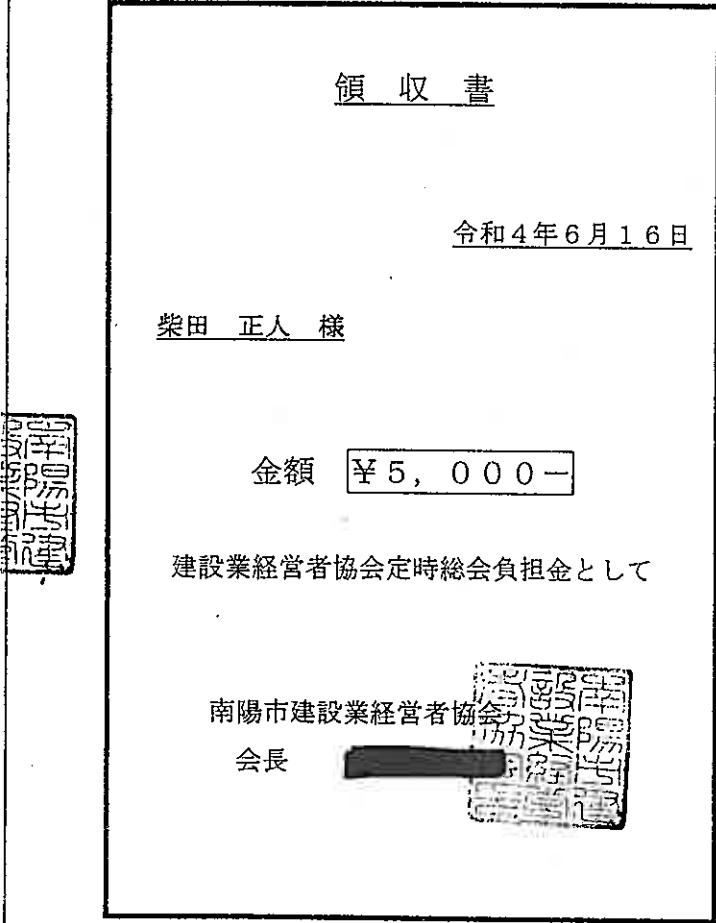 領 収 書
令和４年６月１６日
柴田 正人 様
金額 ￥５，０００－
建設業経営者協会定時総会負担金として
南陽市建設業経営者協会
会長